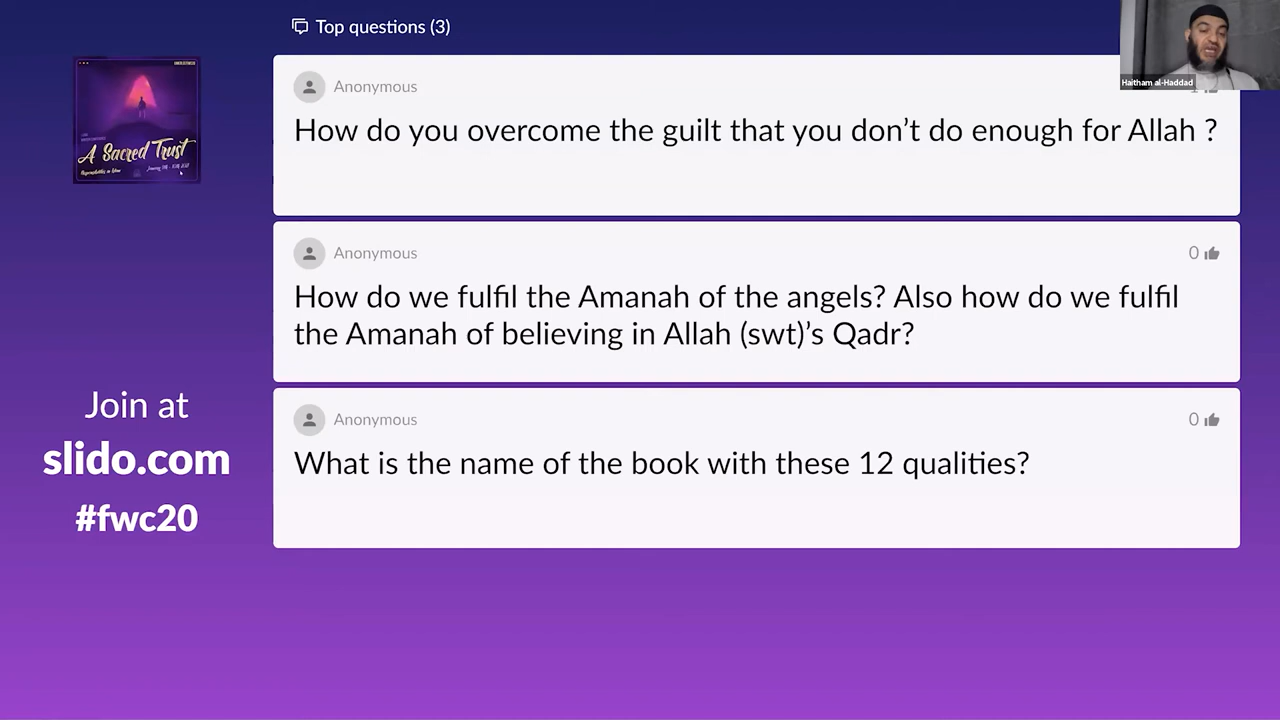 Top questions (3)
Haitham al-Haddad
Anonymous
How do you overcome the guilt that you don't do enough for Allah ?
A Sacred Trust
Anonymous
0
How do we fulfil the Amanah of the angels? Also how do we fulfil
the Amanah of believing in Allah (swt)'s Qadr?
Anonymous
0
What is the name of the book with these 12 qualities?
Join at
slido.com
#fwc20